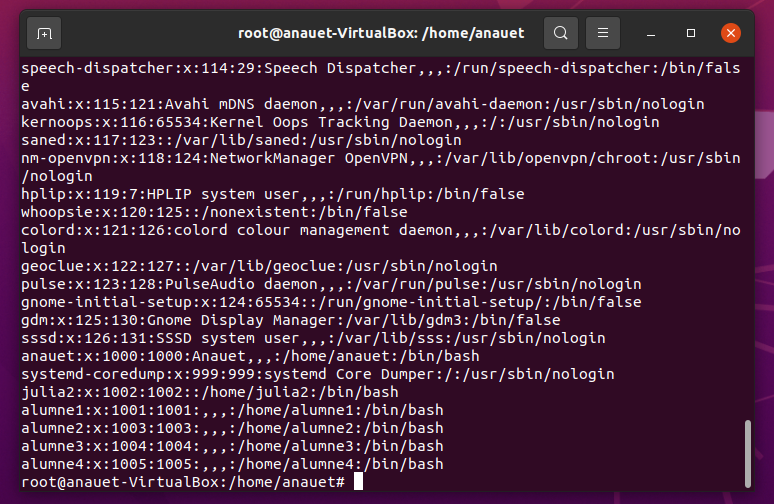 root@anauet-VirtualBox: /home/anauet
speech-dispatcher:x:114:29:Speech Dispatcher,,,:/run/speech-dispatcher:/bin/fals
e
avahi:x:115:121:Avahi mDNS daemon,,,:/var/run/avahi-daemon:/usr/sbin/nologin
kernoops:x:116:65534:Kernel Oops Tracking Daemon,,,:/:/usr/sbin/nologin
saned:x:117:123::/var/lib/saned:/usr/sbin/nologin
nm-openvpn:x:118:124:NetworkManager OpenVPN,,,:/var/lib/openvpn/chroot:/usr/sbin
/nologin
hplip:x:119:7:HPLIP system user,,,:/run/hplip:/bin/false
whoopsie:x:120:125::/nonexistent:/bin/false
colord:x:121:126:colord colour management daemon,,,:/var/lib/colord:/usr/sbin/no
login
geoclue:x:122:127::/var/lib/geoclue:/usr/sbin/nologin
pulse:x:123:128:PulseAudio daemon,,,:/var/run/pulse:/usr/sbin/nologin
gnome-initial-setup:x:124:65534::/run/gnome-initial-setup/:/bin/false
gdm:x:125:130:Gnome Display Manager:/var/lib/gdm3:/bin/false
sssd:x:126:131:SSSD system user,,,:/var/lib/sss:/usr/sbin/nologin
anauet:x:1000:1000:Anauet,,,:/home/anauet:/bin/bash
systemd-coredump:x:999:999:systemd Core Dumper:/:/usr/sbin/nologin
julia2:x:1002:1002::/home/julia2:/bin/bash
alumne1:x:1001:1001:,,,:/home/alumne1:/bin/bash
alumne2:x:1003:1003:,,,:/home/alumne2:/bin/bash
alumne3:x:1004:1004:,,,:/home/alumne3:/bin/bash
alumne4:x:1005:1005:,,,:/home/alumne4:/bin/bash
root@anauet-VirtualBox:/home/anauet#